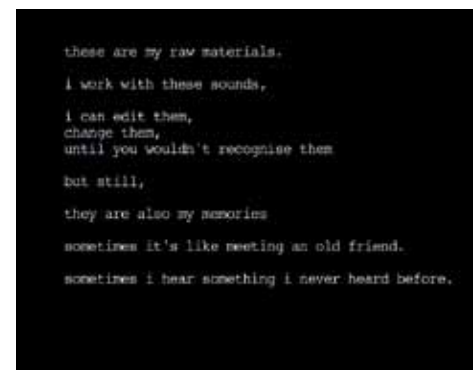 these are my raw materials.
i work with these sounds,
i can edit them,
change them,
until you wouldn't recognise them
but still,
they are also my memories
sometimes it's like meeting an old friend.
sometimes i hear something i never heard before.